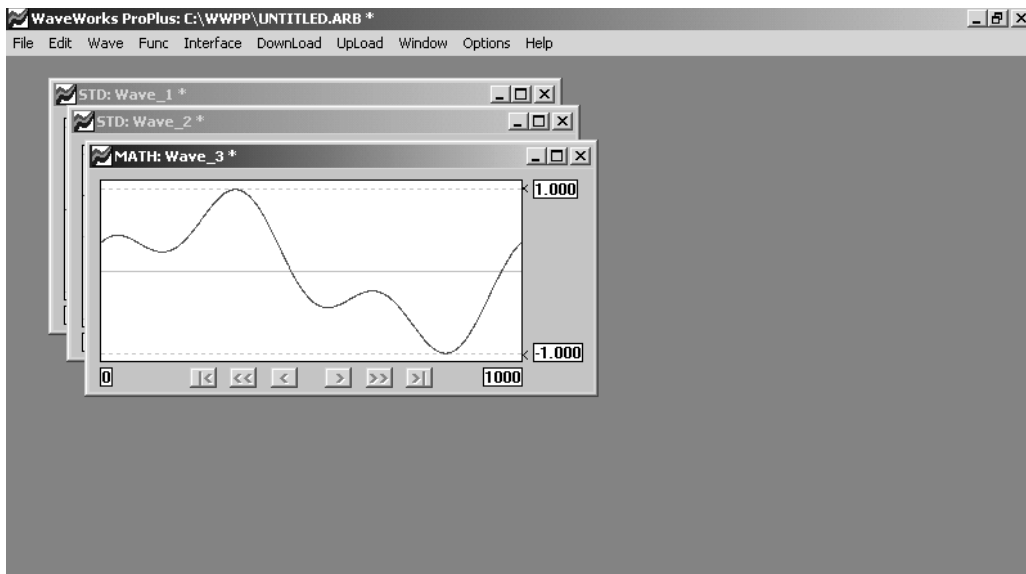 WaveWorks ProPlus: C:\WWPP\UNTITLED.ARB *
File Edit Wave Func Interface DownLoad UpLoad Window Options Help
STD: Wave_1 *
STD: Wave_2 *
MATH: Wave_3 *
1.000
-1.000
0 |< << < > >> >| 1000